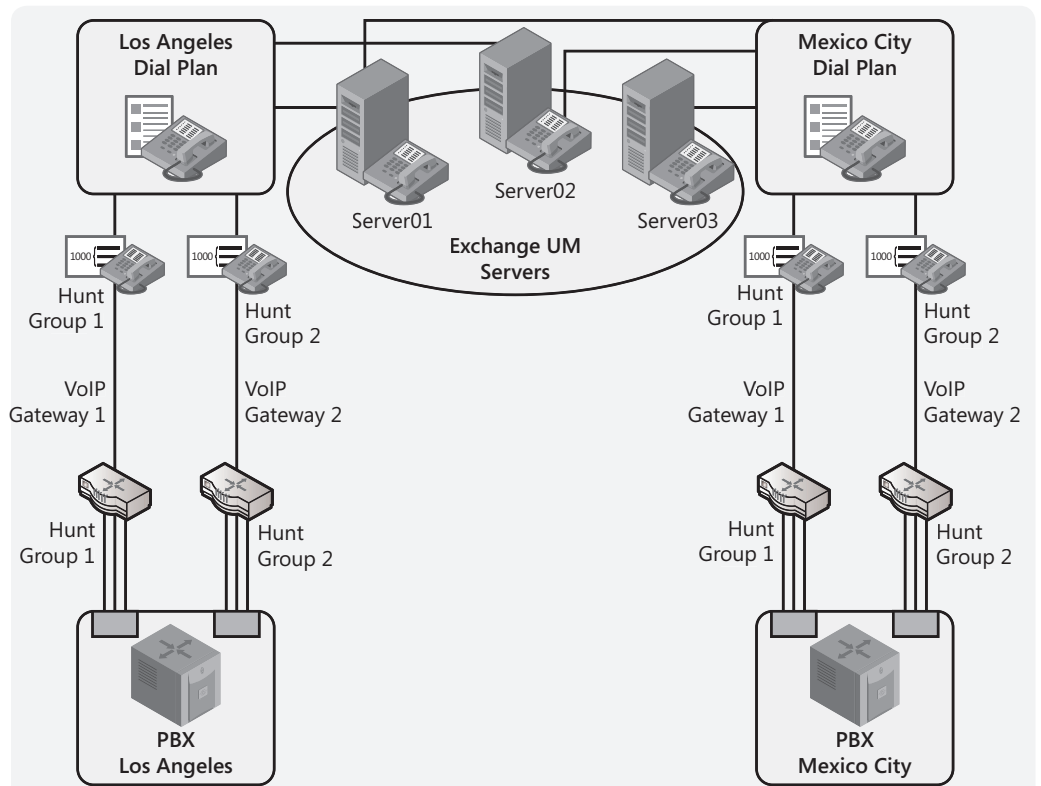 Los Angeles
Dial Plan
Mexico City
Dial Plan
Server01
Server02
Server03
Exchange UM
Servers
1000
1000
1000
1000
Hunt
Group 1
Hunt
Group 2
Hunt
Group 1
Hunt
Group 2
VoIP
Gateway 1
VoIP
Gateway 2
VoIP
Gateway 1
VoIP
Gateway 2
Hunt
Group 1
Hunt
Group 2
Hunt
Group 1
Hunt
Group 2
PBX
Los Angeles
PBX
Mexico City